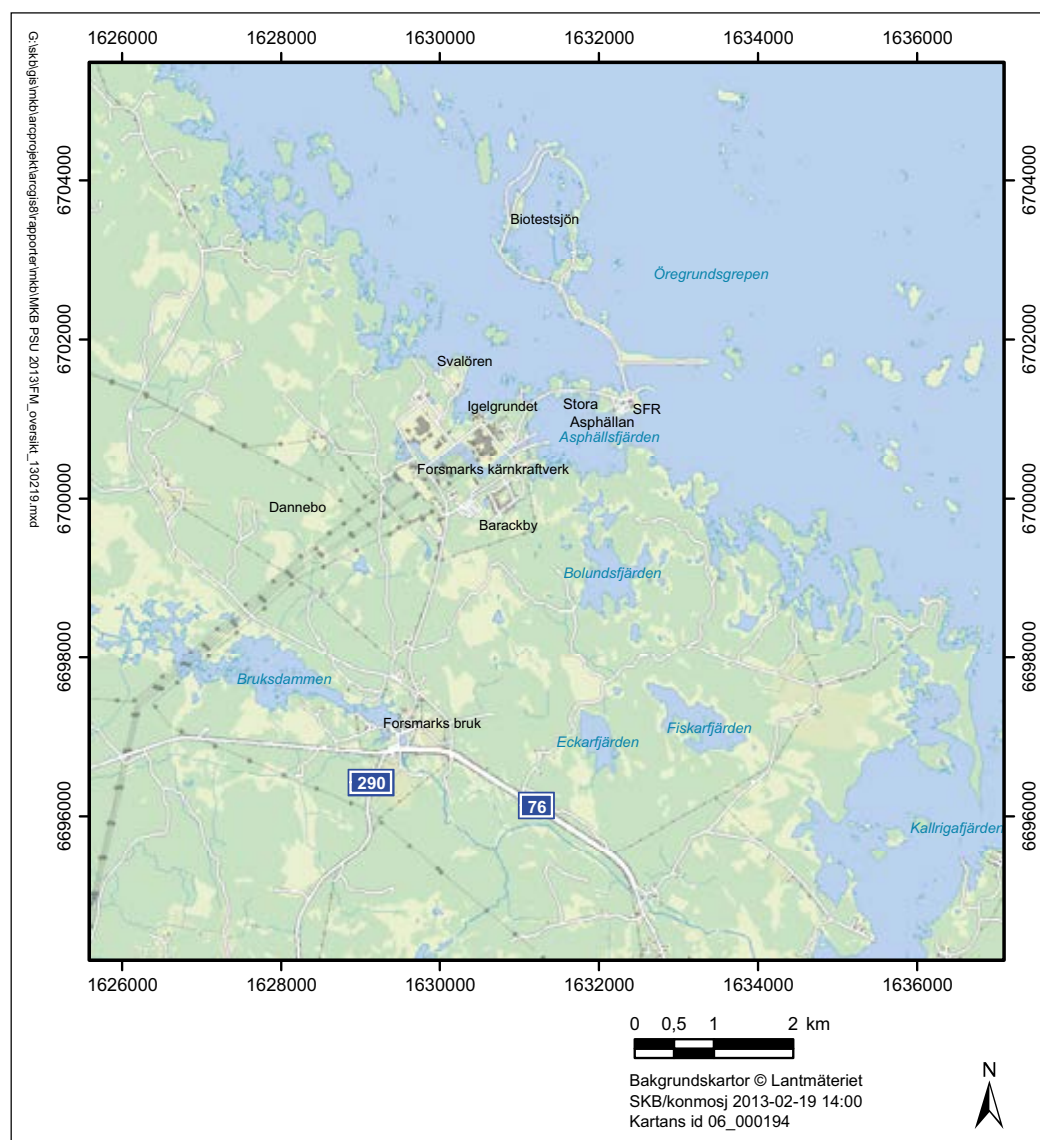 1626000 1628000 1630000 1632000 1634000 1636000
G:\skb\gis\mkb\arcprojekt\arcgis8\rapporter\mkb\MKB PSU 2013\FM_oversikt_130219.mxd
6704000 6704000
Biotestsjön
Öregrundsgrepen
6702000 6702000
Svalören
Igelgrundet
Stora
Asphällan
SFR
Asphällsfjärden
Forsmarks kärnkraftverk
6700000 6700000
Dannebo
Barackby
Bolundsfjärden
6698000 6698000
Bruksdammen
Forsmarks bruk
Eckarfjärden
Fiskarfjärden
290
76
6696000 6696000
Kallrigafjärden
1626000 1628000 1630000 1632000 1634000 1636000
0 0,5 1 2 km
Bakgrundskartor © Lantmäteriet
SKB/konmosj 2013-02-19 14:00
Kartans id 06_000194
N